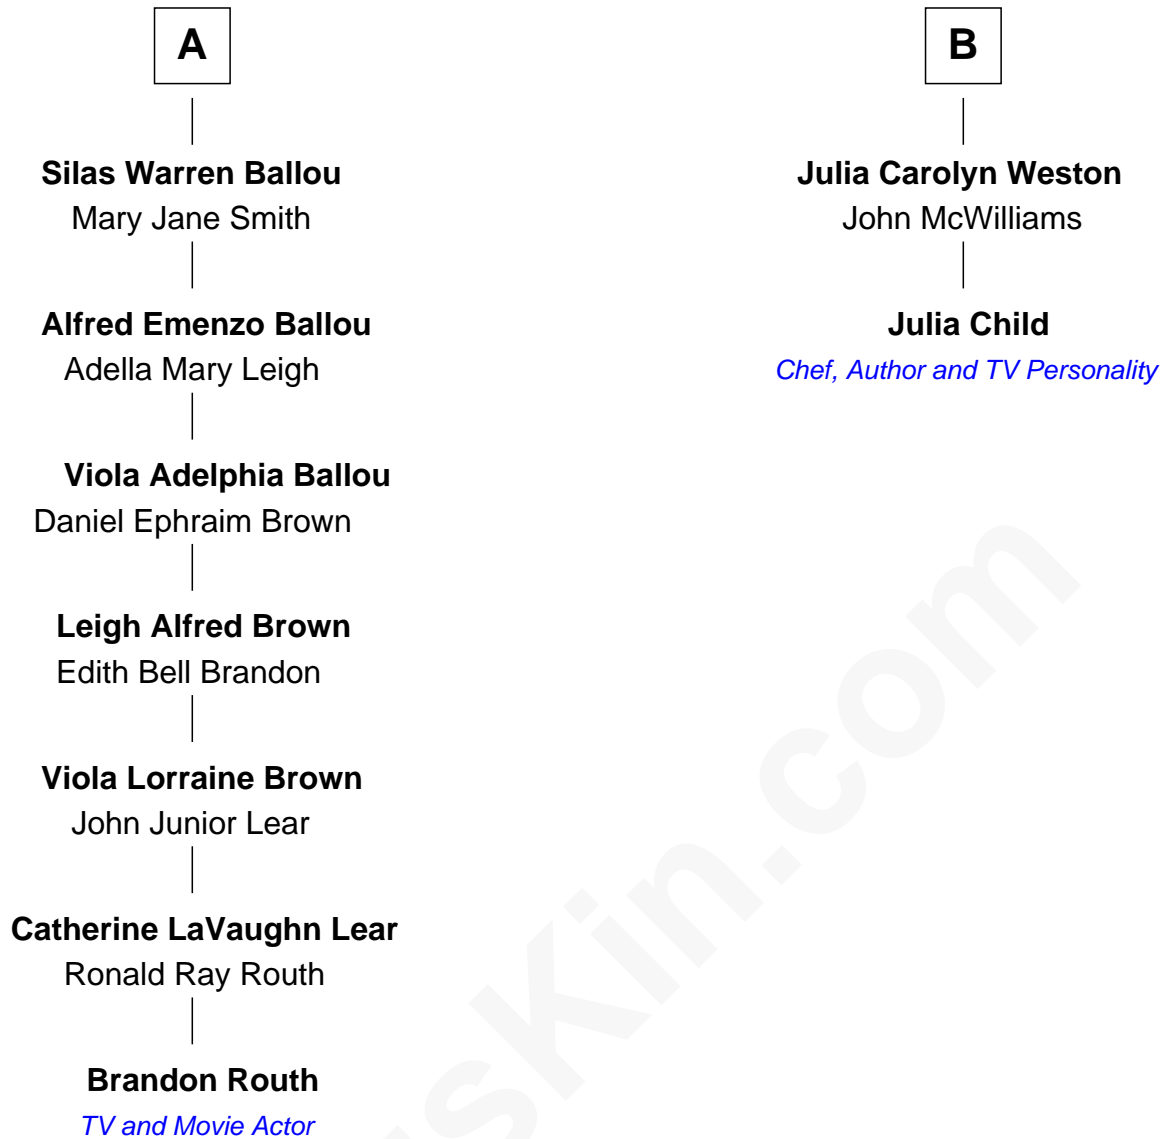 A
Silas Warren Ballou
Mary Jane Smith
Alfred Emenzo Ballou
Adella Mary Leigh
Viola Adelphia Ballou
Daniel Ephraim Brown
Leigh Alfred Brown
Edith Bell Brandon
Viola Lorraine Brown
John Junior Lear
Catherine LaVaughn Lear
Ronald Ray Routh
Brandon Routh
TV and Movie Actor
B
Julia Carolyn Weston
John McWilliams
Julia Child
Chef, Author and TV Personality
sKin.com